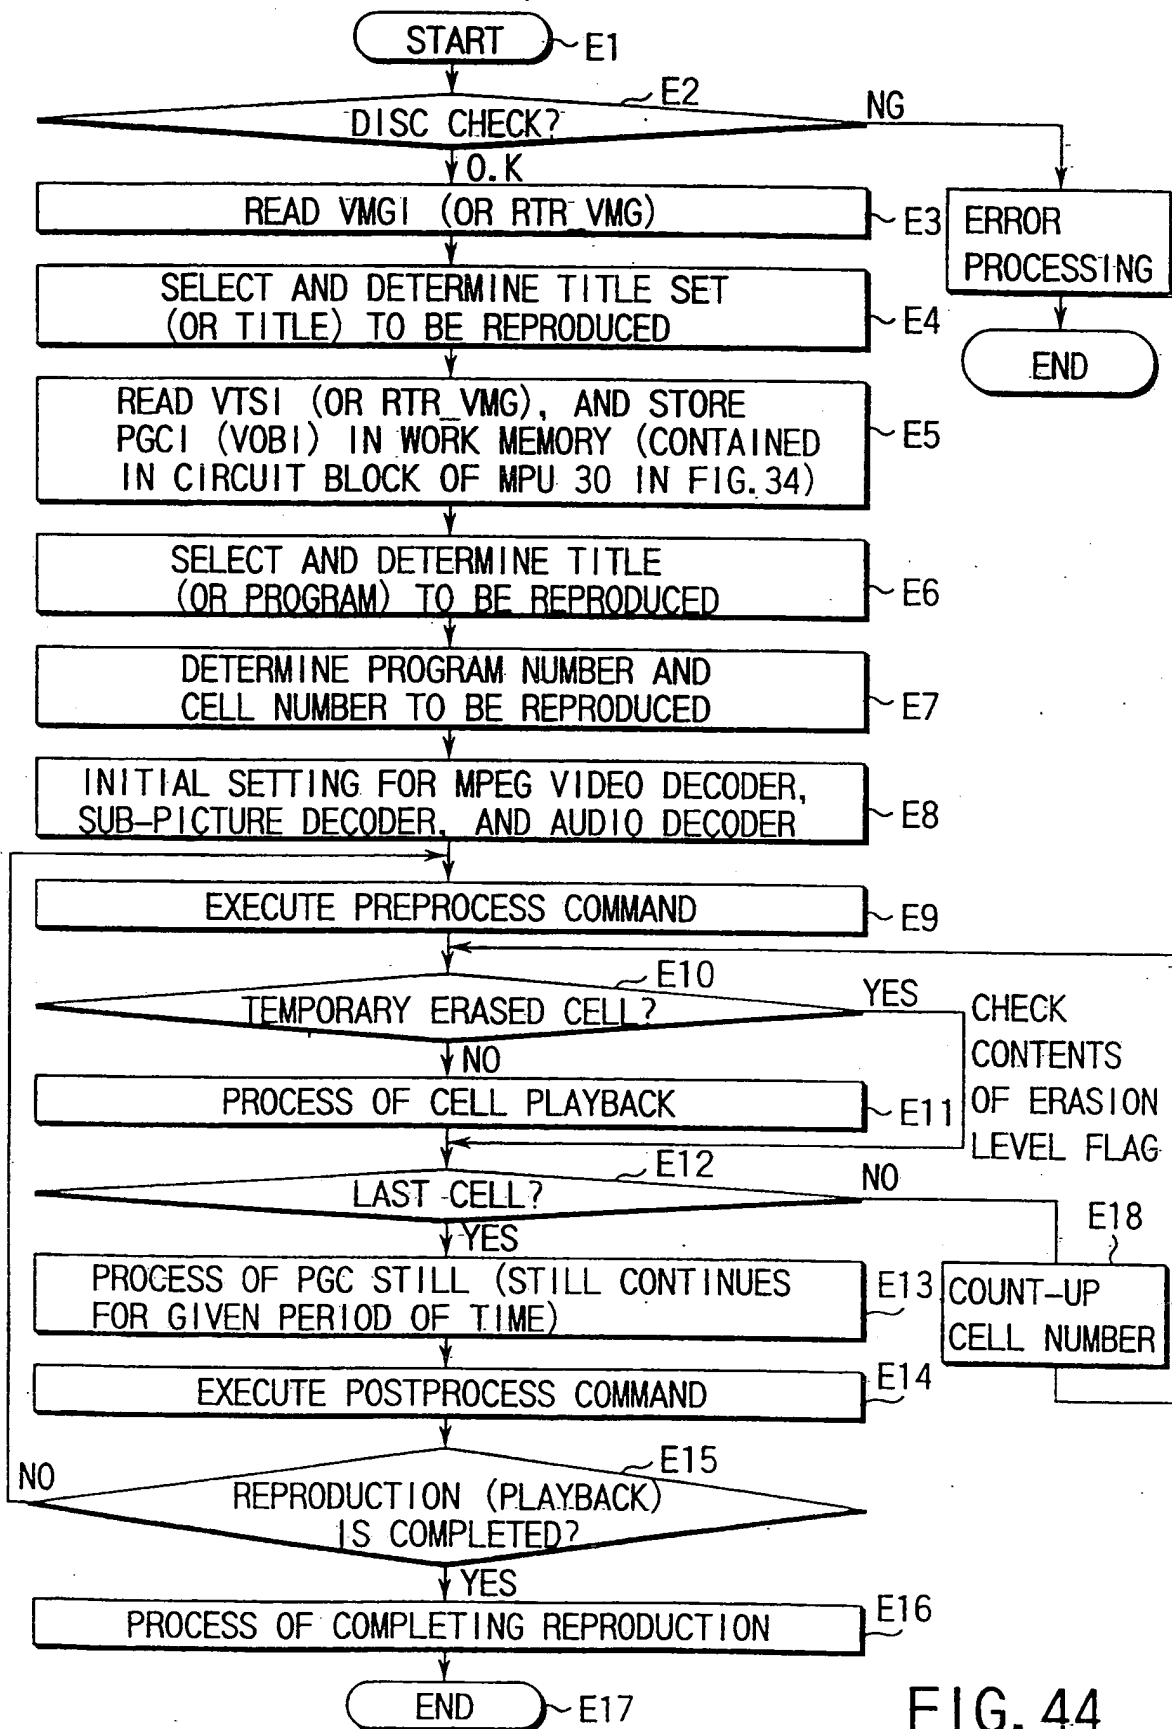 START
E1
E2
DISC CHECK?
NG
O.K
READ VMGI (OR RTR_VMG)
E3
ERROR
PROCESSING
END
SELECT AND DETERMINE TITLE SET
(OR TITLE) TO BE REPRODUCED
E4
READ VTSI (OR RTR_VMG), AND STORE
PGCI (VOBI) IN WORK MEMORY (CONTAINED
IN CIRCUIT BLOCK OF MPU 30 IN FIG.34)
E5
SELECT AND DETERMINE TITLE
(OR PROGRAM) TO BE REPRODUCED
E6
DETERMINE PROGRAM NUMBER AND
CELL NUMBER TO BE REPRODUCED
E7
INITIAL SETTING FOR MPEG VIDEO DECODER,
SUB-PICTURE DECODER, AND AUDIO DECODER
E8
EXECUTE PREPROCESS COMMAND
E9
E10
TEMPORARY ERASED CELL?
YES
NO
CHECK
CONTENTS
OF ERASION
LEVEL FLAG
PROCESS OF CELL PLAYBACK
E11
E12
LAST CELL?
NO
YES
E18
COUNT-UP
CELL NUMBER
PROCESS OF PGC STILL (STILL CONTINUES
FOR GIVEN PERIOD OF TIME)
E13
EXECUTE POSTPROCESS COMMAND
E14
E15
NO
REPRODUCTION (PLAYBACK)
IS COMPLETED?
YES
PROCESS OF COMPLETING REPRODUCTION
E16
END
E17
FIG. 44